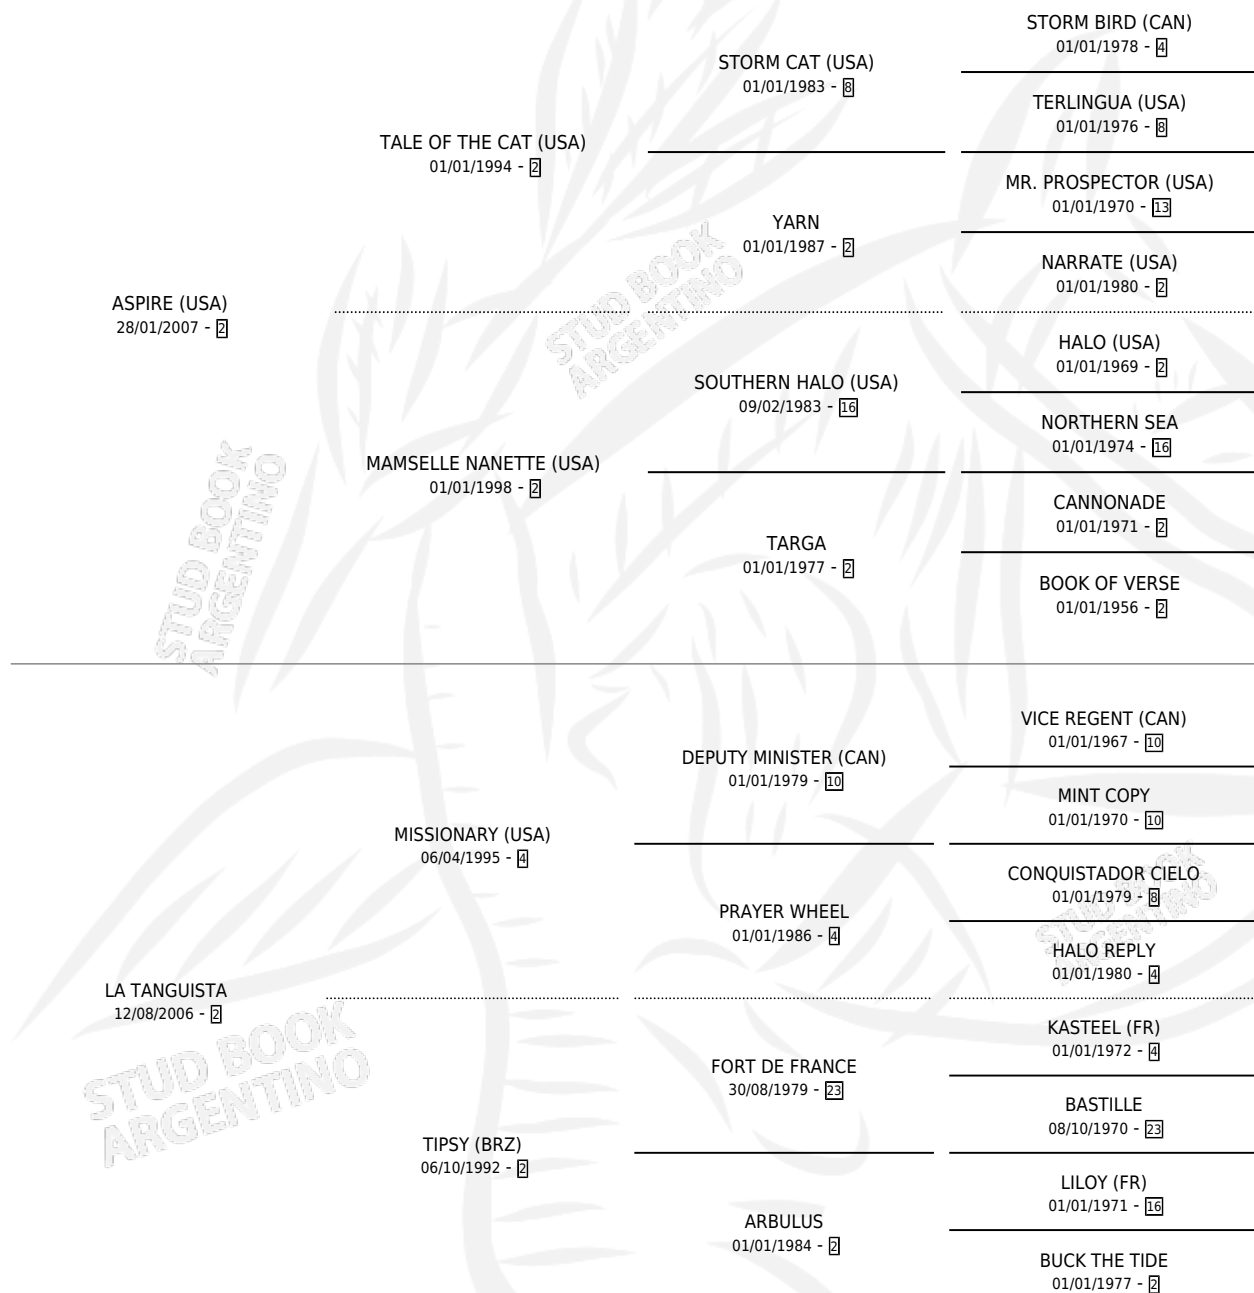 STORM BIRD (CAN)
01/01/1978 - 4
STORM CAT (USA)
01/01/1983 - 8
TERLINGUA (USA)
01/01/1976 - 8
TALE OF THE CAT (USA)
01/01/1994 - 2
MR. PROSPECTOR (USA)
01/01/1970 - 13
YARN
01/01/1987 - 2
NARRATE (USA)
01/01/1980 - 2
ASPIRE (USA)
28/01/2007 - 2
HALO (USA)
01/01/1969 - 2
SOUTHERN HALO (USA)
09/02/1983 - 16
NORTHERN SEA
01/01/1974 - 16
MAMSELLE NANETTE (USA)
01/01/1998 - 2
CANNONADE
01/01/1971 - 2
TARGA
01/01/1977 - 2
BOOK OF VERSE
01/01/1956 - 2
VICE REGENT (CAN)
01/01/1967 - 10
DEPUTY MINISTER (CAN)
01/01/1979 - 10
MINT COPY
01/01/1970 - 10
MISSIONARY (USA)
06/04/1995 - 4
CONQUISTADOR CIELO
01/01/1979 - 8
PRAYER WHEEL
01/01/1986 - 4
HALO REPLY
01/01/1980 - 4
LA TANGUISTA
12/08/2006 - 2
KASTEEL (FR)
01/01/1972 - 4
FORT DE FRANCE
30/08/1979 - 23
BASTILLE
08/10/1970 - 23
TIPSY (BRZ)
06/10/1992 - 2
LILOY (FR)
01/01/1971 - 16
ARBULUS
01/01/1984 - 2
BUCK THE TIDE
01/01/1977 - 2
STUD BOOK
ARGENTINO
STUD BOOK
ARGENTINO
STUD BOOK
ARGENTINO
STUD BOOK
ARGENTINO